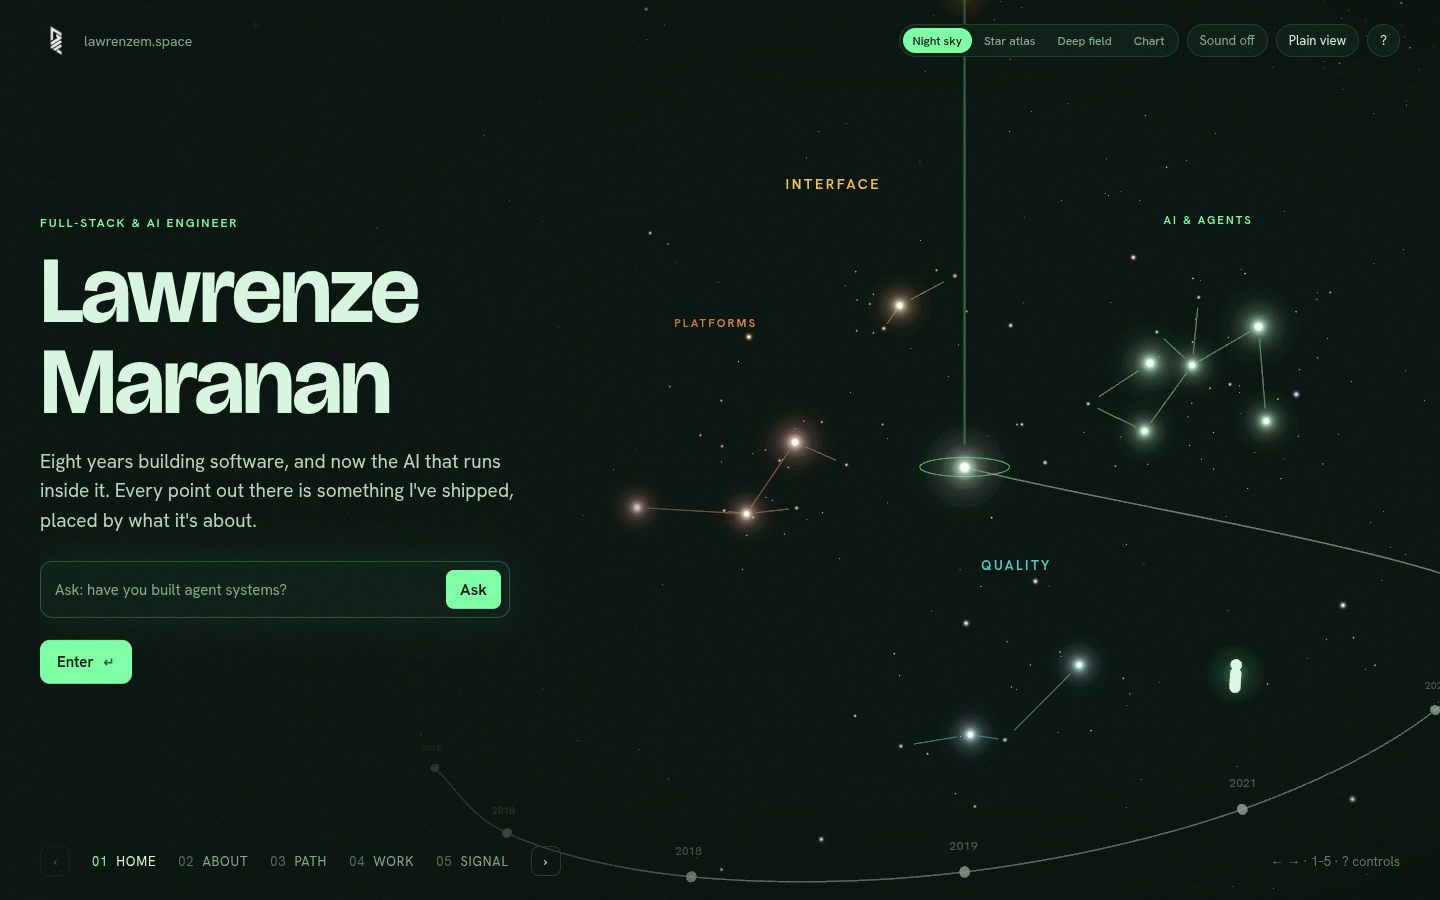 lawrenzem.space
Night sky Star atlas Deep field Chart Sound off Plain view ?
INTERFACE
AI & AGENTS
FULL-STACK & AI ENGINEER
Lawrenze
Maranan
PLATFORMS
Eight years building software, and now the AI that runs
inside it. Every point out there is something I've shipped,
placed by what it's about.
QUALITY
Ask: have you built agent systems? Ask
Enter ↵
2018
2018
2021
2018
2019
‹ 01 HOME 02 ABOUT 03 PATH 04 WORK 05 SIGNAL ›
← → · 1-5 · ? controls